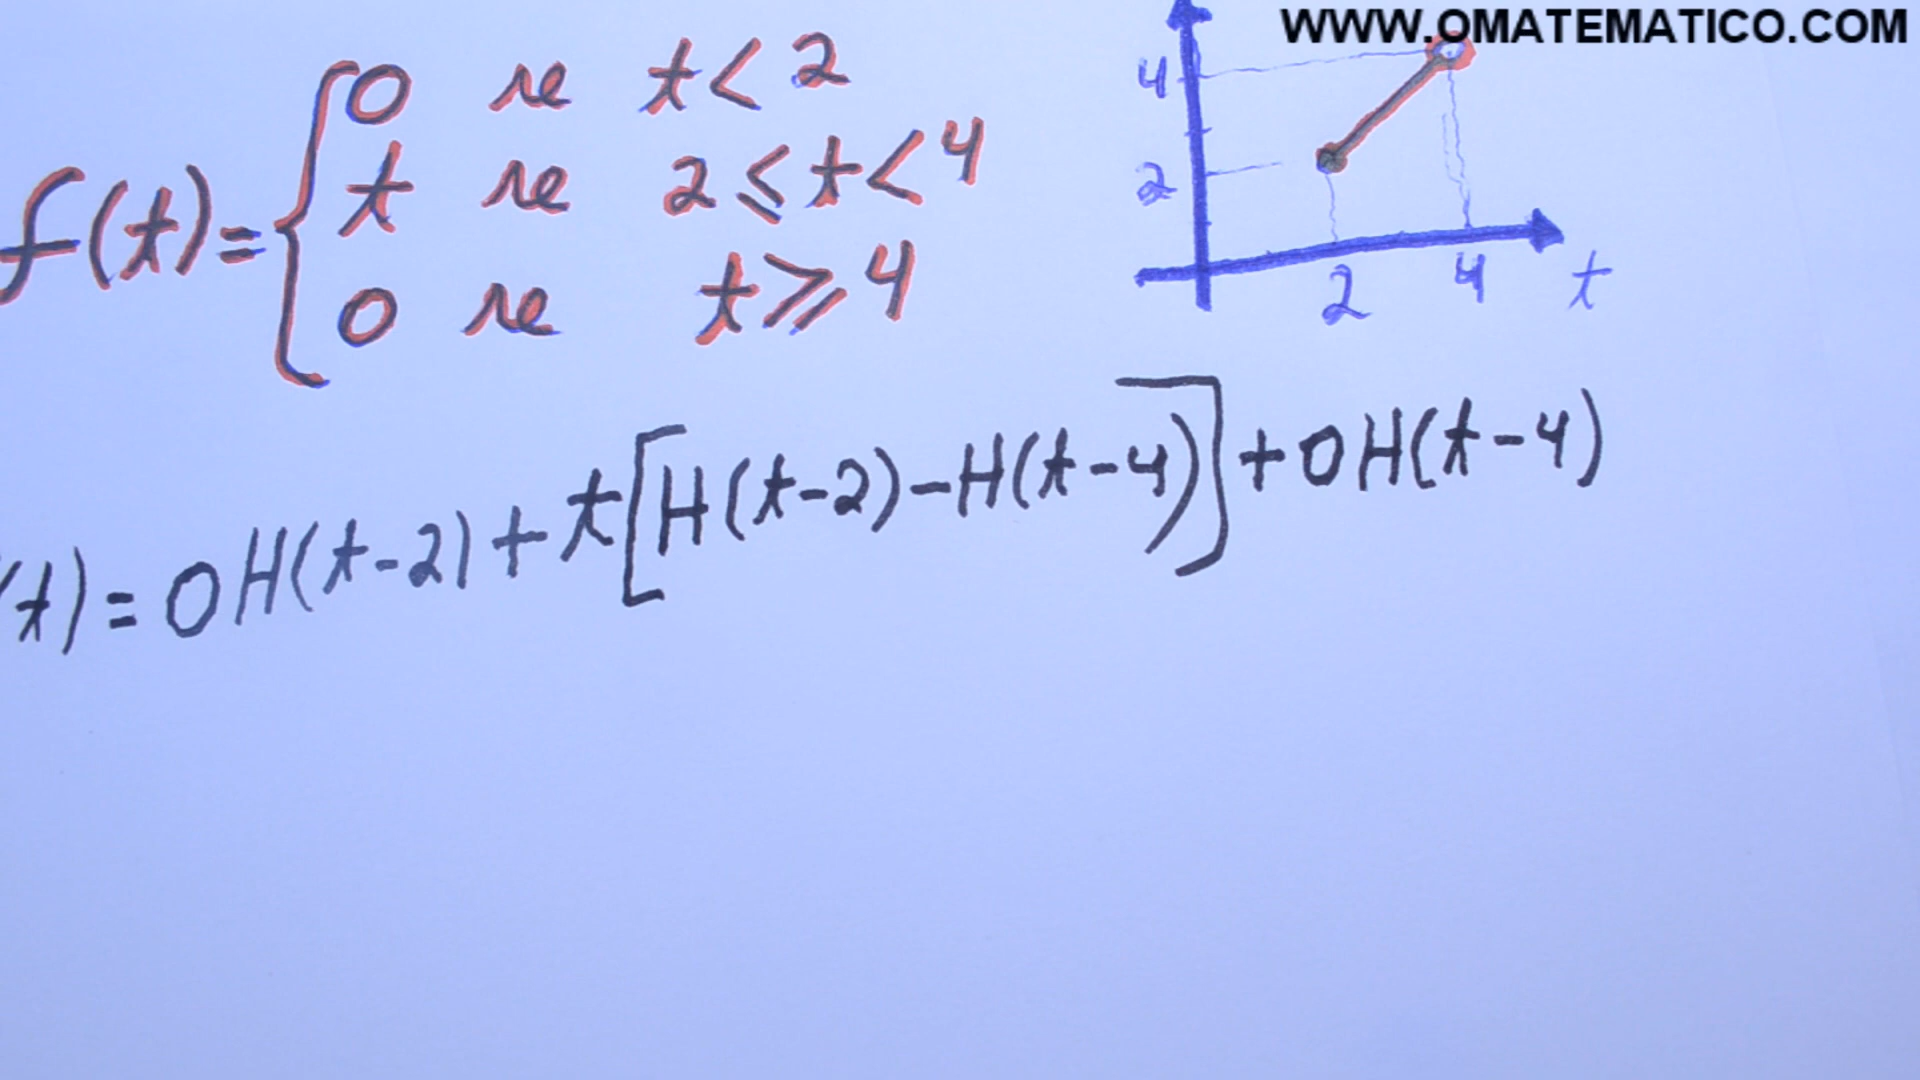 WWW.OMATEMATICO.COM
f(t)= { 0 se t<2
t se 2≤t<4
0 se t≥4
4
2
2 4 t
(t)=0H(t-2)+t[H(t-2)-H(t-4)]+0H(t-4)